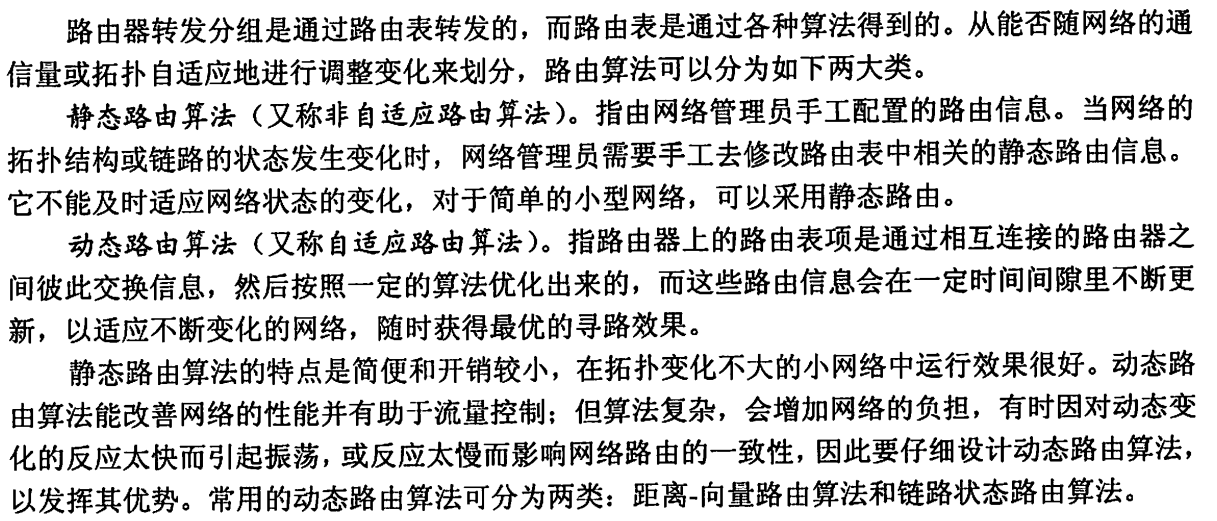 路由器转发分组是通过路由表转发的，而路由表是通过各种算法得到的。从能否随网络的通
信量或拓扑自适应地进行调整变化来划分，路由算法可以分为如下两大类。
静态路由算法（又称非自适应路由算法）。指由网络管理员手工配置的路由信息。当网络的
拓扑结构或链路的状态发生变化时，网络管理员需要手工去修改路由表中相关的静态路由信息。
它不能及时适应网络状态的变化，对于简单的小型网络，可以采用静态路由。
动态路由算法（又称自适应路由算法）。指路由器上的路由表项是通过相互连接的路由器之
间彼此交换信息，然后按照一定的算法优化出来的，而这些路由信息会在一定时间间隙里不断更
新，以适应不断变化的网络，随时获得最优的寻路效果。
静态路由算法的特点是简便和开销较小，在拓扑变化不大的小网络中运行效果很好。动态路
由算法能改善网络的性能并有助于流量控制；但算法复杂，会增加网络的负担，有时因对动态变
化的反应太快而引起振荡，或反应太慢而影响网络路由的一致性，因此要仔细设计动态路由算法，
以发挥其优势。常用的动态路由算法可分为两类：距离-向量路由算法和链路状态路由算法。